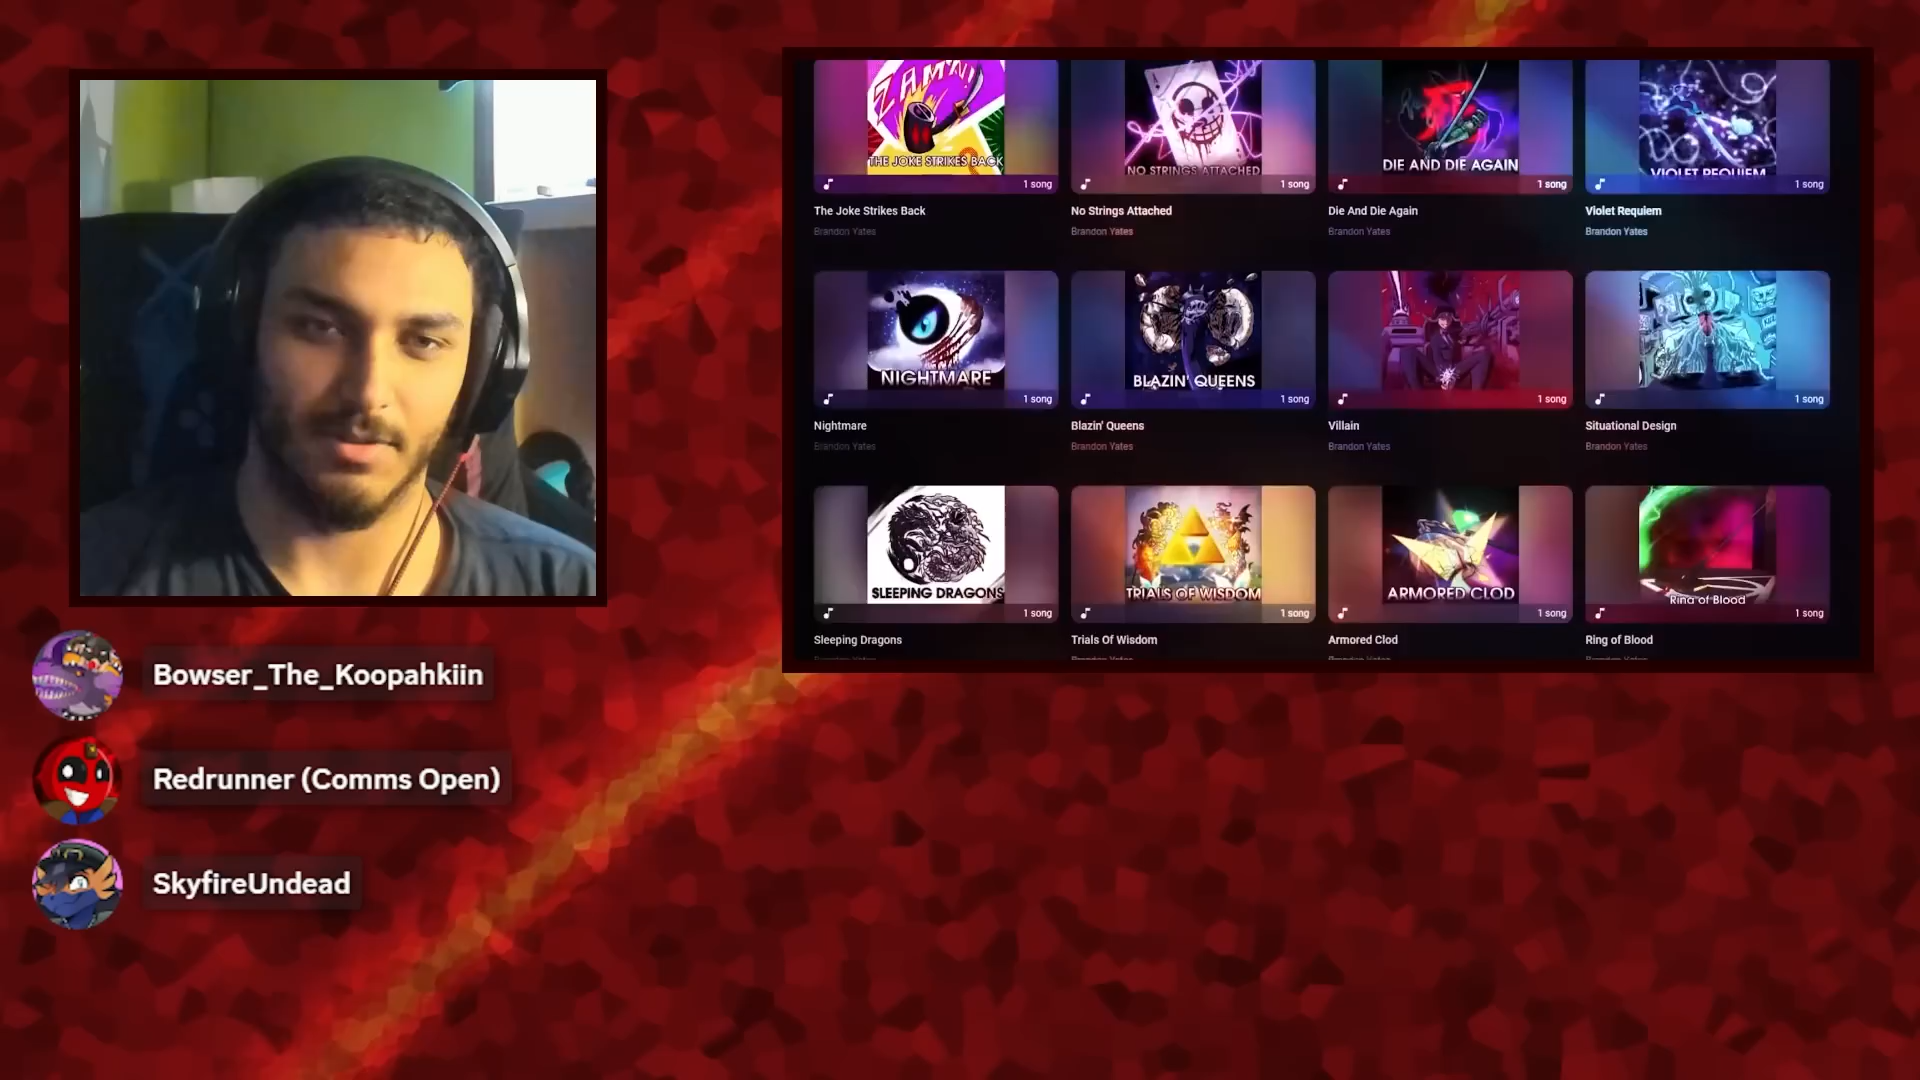 Bowser_The_Koopahkiin
Redrunner (Comms Open)
SkyfireUndead
ZAM
THE JOKE STRIKES BACK
1 song
The Joke Strikes Back
Brandon Yates
NO STRINGS ATTACHED
1 song
No Strings Attached
Brandon Yates
DIE AND DIE AGAIN
1 song
Die And Die Again
Brandon Yates
VIOLET REQUIEM
1 song
Violet Requiem
Brandon Yates
NIGHTMARE
1 song
Nightmare
Brandon Yates
BLAZIN' QUEENS
1 song
Blazin' Queens
Brandon Yates
1 song
Villain
Brandon Yates
1 song
Situational Design
Brandon Yates
SLEEPING DRAGONS
1 song
Sleeping Dragons
TRIALS OF WISDOM
1 song
Trials Of Wisdom
ARMORED CLOD
1 song
Armored Clod
Ring of Blood
1 song
Ring of Blood